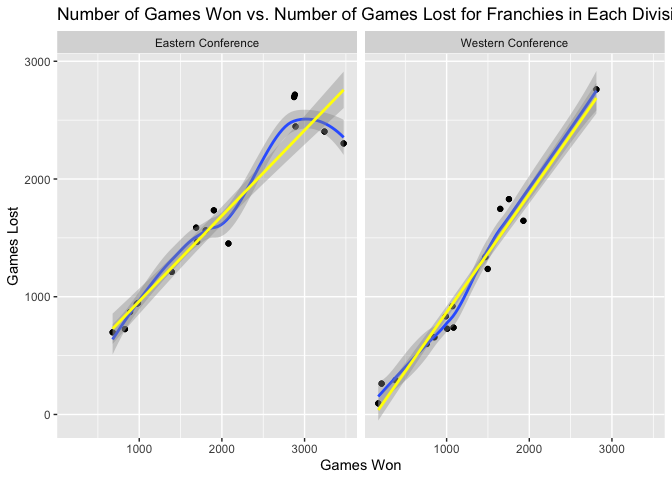 Number of Games Won vs. Number of Games Lost for Franchies in Each Divisi
Eastern Conference
Western Conference
3000
2000
1000
0
Games Lost
1000
2000
3000
1000
2000
3000
Games Won